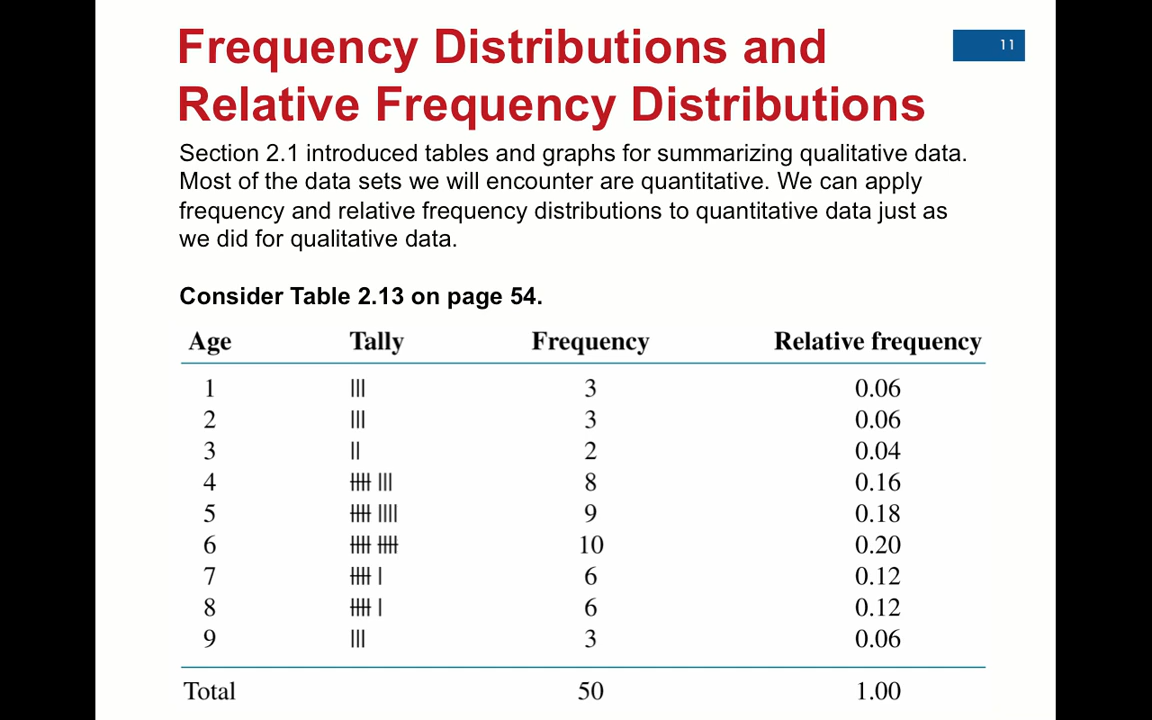 Frequency Distributions and
11
Relative Frequency Distributions
Section 2.1 introduced tables and graphs for summarizing qualitative data.
Most of the data sets we will encounter are quantitative. We can apply
frequency and relative frequency distributions to quantitative data just as
we did for qualitative data.
Consider Table 2.13 on page 54.
Age Tally Frequency Relative frequency
1 ||| 3 0.06
2 ||| 3 0.06
3 || 2 0.04
4 |||| ||| 8 0.16
5 |||| |||| 9 0.18
6 |||| |||| 10 0.20
7 |||| | 6 0.12
8 |||| | 6 0.12
9 ||| 3 0.06
Total 50 1.00